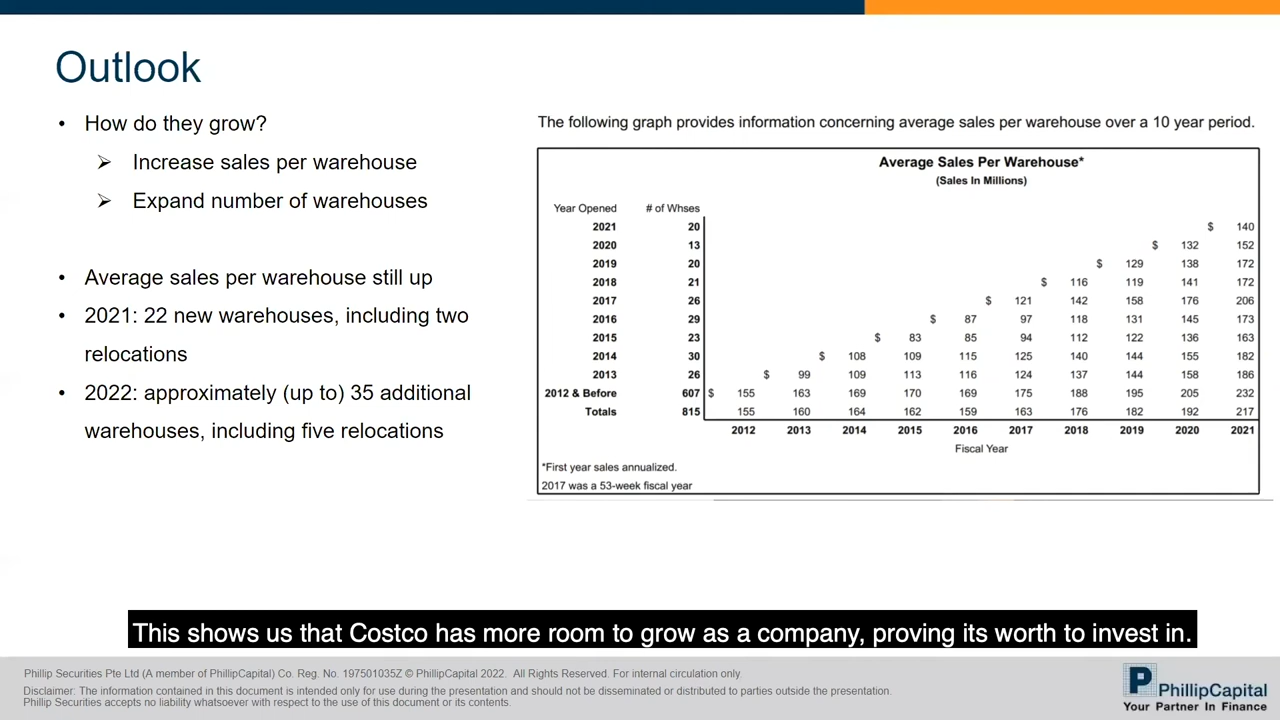 Outlook
• How do they grow?
➢ Increase sales per warehouse
➢ Expand number of warehouses
• Average sales per warehouse still up
• 2021: 22 new warehouses, including two
relocations
• 2022: approximately (up to) 35 additional
warehouses, including five relocations
The following graph provides information concerning average sales per warehouse over a 10 year period.
Average Sales Per Warehouse*
(Sales In Millions)
Year Opened # of Whses
2021 20 $ 140
2020 13 $ 132 152
2019 20 $ 129 138 172
2018 21 $ 116 119 141 172
2017 26 $ 121 142 158 176 206
2016 29 $ 87 97 118 131 145 173
2015 23 $ 83 85 94 112 122 136 163
2014 30 $ 108 109 115 125 140 144 155 182
2013 26 $ 99 109 113 116 124 137 144 158 186
2012 & Before 607 $ 155 163 169 170 169 175 188 195 205 232
Totals 815 155 160 164 162 159 163 176 182 192 217
2012 2013 2014 2015 2016 2017 2018 2019 2020 2021
Fiscal Year
*First year sales annualized.
2017 was a 53-week fiscal year
This shows us that Costco has more room to grow as a company, proving its worth to invest in.
Phillip Securities Pte Ltd (A member of PhillipCapital) Co. Reg. No. 197501035Z © PhillipCapital 2022. All Rights Reserved. For internal circulation only
Disclaimer: The information contained in this document is intended only for use during the presentation and should not be disseminated or distributed to parties outside the presentation.
Phillip Securities accepts no liability whatsoever with respect to the use of this document or its contents.
P PhillipCapital
Your Partner In Finance